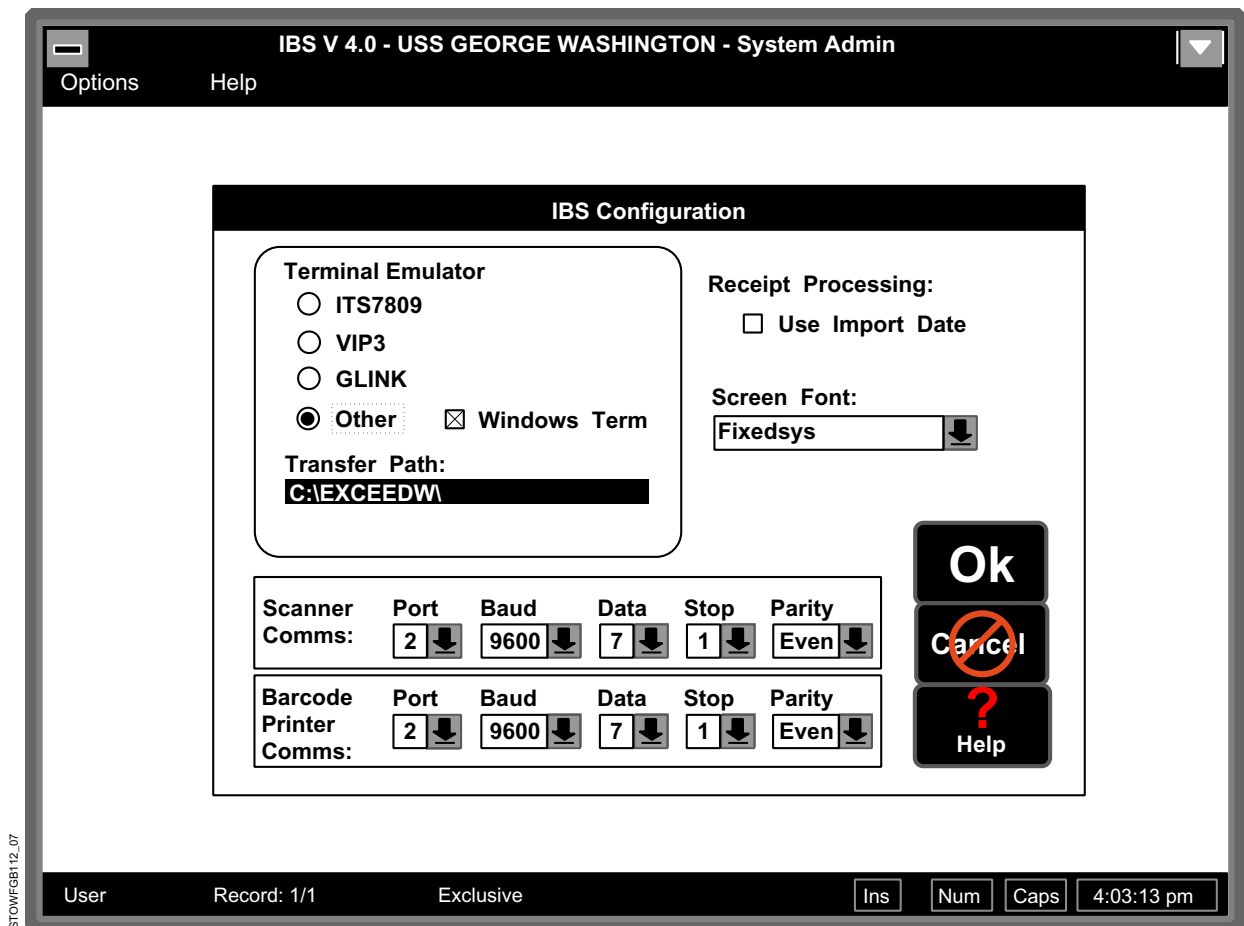 IBS V 4.0 - USS GEORGE WASHINGTON - System Admin
Options Help
IBS Configuration
Terminal Emulator
ITS7809
VIP3
GLINK
Other Windows Term
Transfer Path:
C:\EXCEEDW\
Receipt Processing:
Use Import Date
Screen Font:
Fixedsys
Scanner Comms:
Port Baud Data Stop Parity
2 9600 7 1 Even
Barcode
Printer
Comms:
Port Baud Data Stop Parity
2 9600 7 1 Even
Ok
Cancel
?
Help
User Record: 1/1 Exclusive Ins Num Caps 4:03:13 pm
STOWFGB112_07